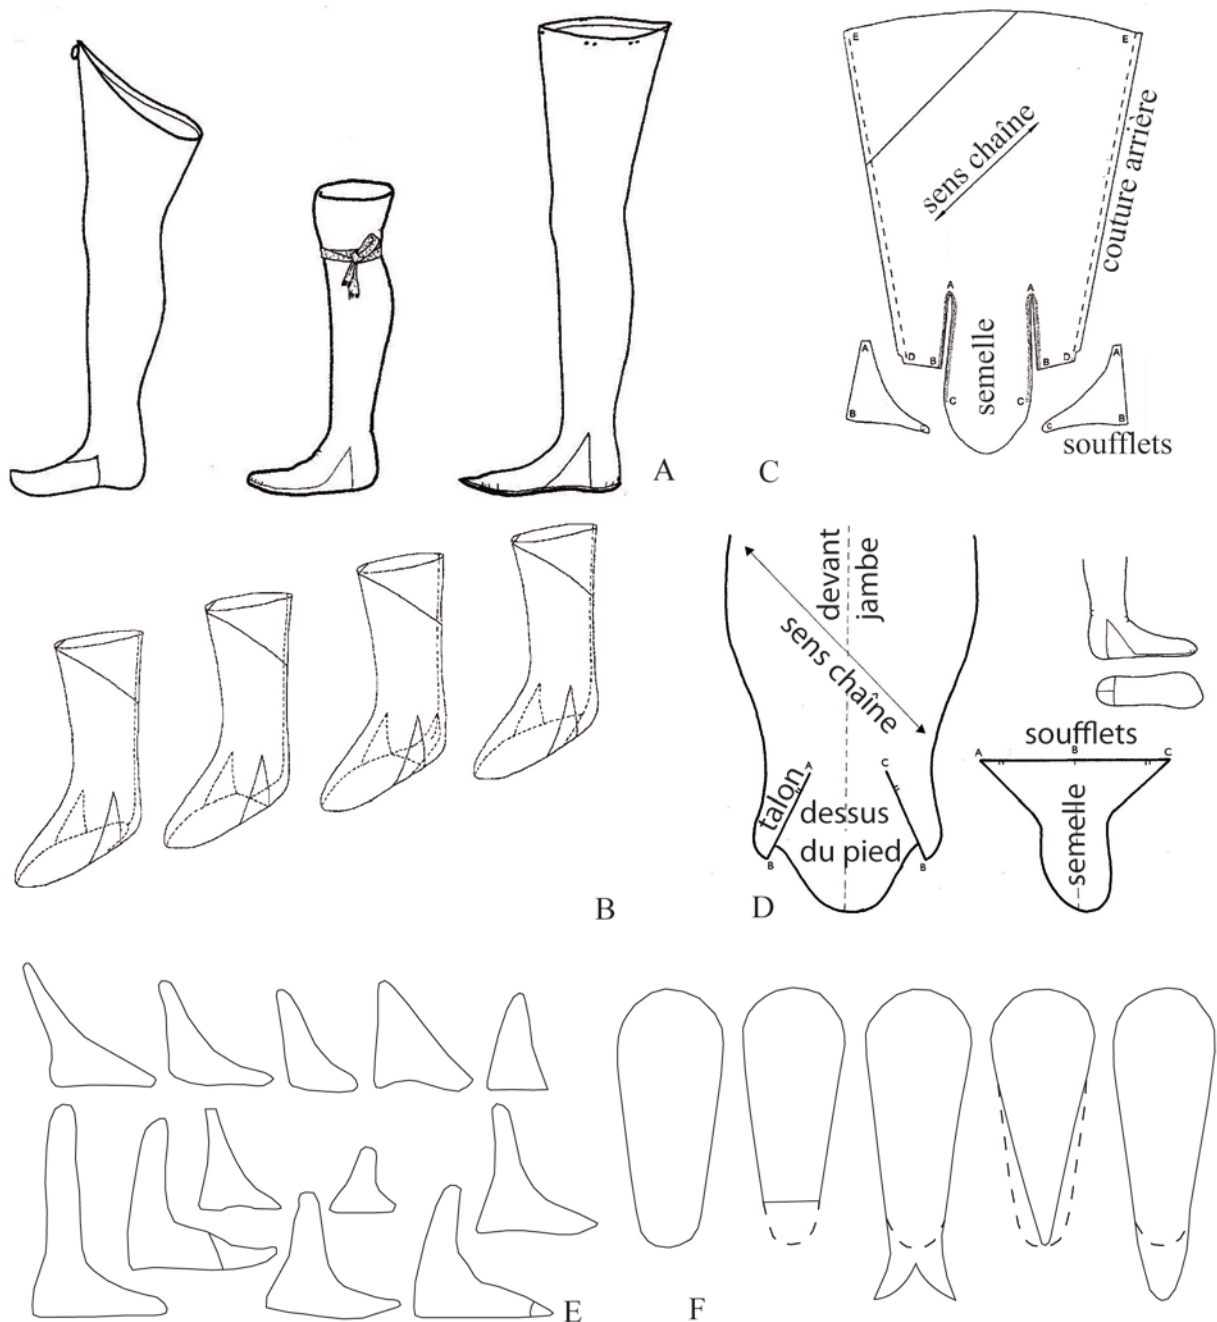 A
E
E
sens chaîne
couture arrière
A
A
semelle
D
B
B
D
A
A
B
C
C
B
C
C
soufflets
C
B
devant
jambe
sens chaîne
A
C
talon
dessus
du pied
B
B
soufflets
A
B
C
semelle
D
E
F